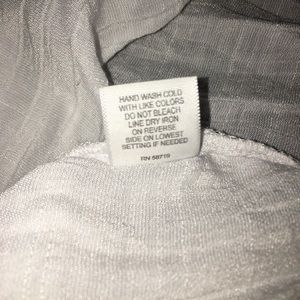 HAND WASH COLD
WITH LIKE COLORS
DO NOT BLEACH
LINE DRY IRON
ON REVERSE
SIDE ON LOWEST
SETTING IF NEEDED
RN 58719